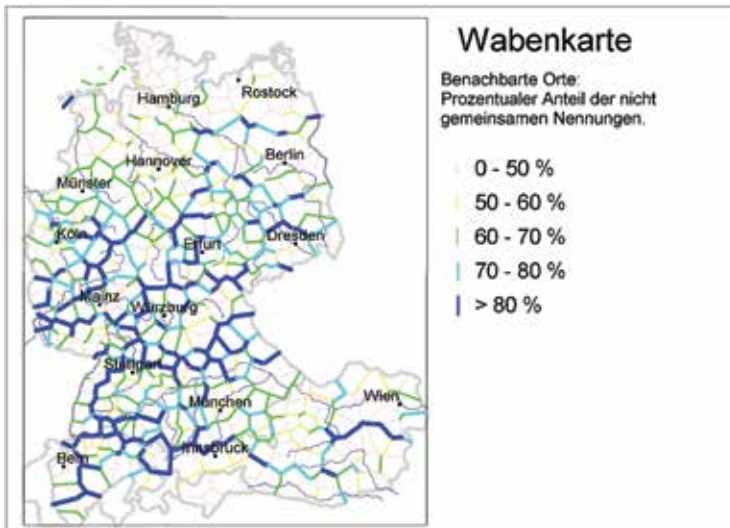 Wabenkarte
Benachbarte Orte:
Prozentualer Anteil der nicht
gemeinsamen Nennungen.
0 - 50 %
50 - 60 %
60 - 70 %
70 - 80 %
> 80 %
Hamburg
Rostock
Hannover
Berlin
Münster
Köln
Erfurt
Dresden
Mainz
Würzburg
Stuttgart
München
Wien
Bern
Innsbruck